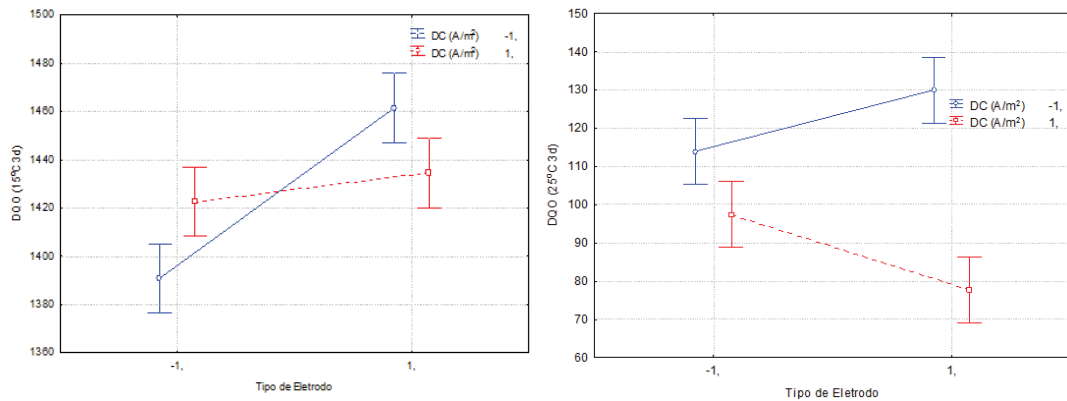 1500
1480
1460
1440
1420
1400
1380
1360
DQO (15ºC 3d)
DC (A/m²) -1,
DC (A/m²) 1,
-1, 1,
Tipo de Eletrodo
150
140
130
120
110
100
90
80
70
60
DQO (25ºC 3d)
DC (A/m²) -1,
DC (A/m²) 1,
-1, 1,
Tipo de Eletrodo